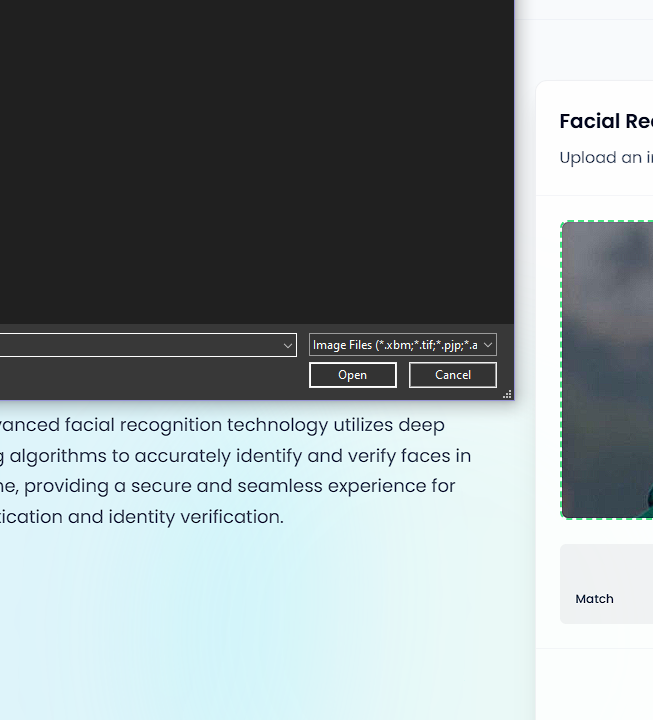 Facial Re
Upload an i
Image Files (*.xbm;*.tif;*.pjp;*.a
Open
Cancel
vanced facial recognition technology utilizes deep
g algorithms to accurately identify and verify faces in
ne, providing a secure and seamless experience for
ication and identity verification.
Match